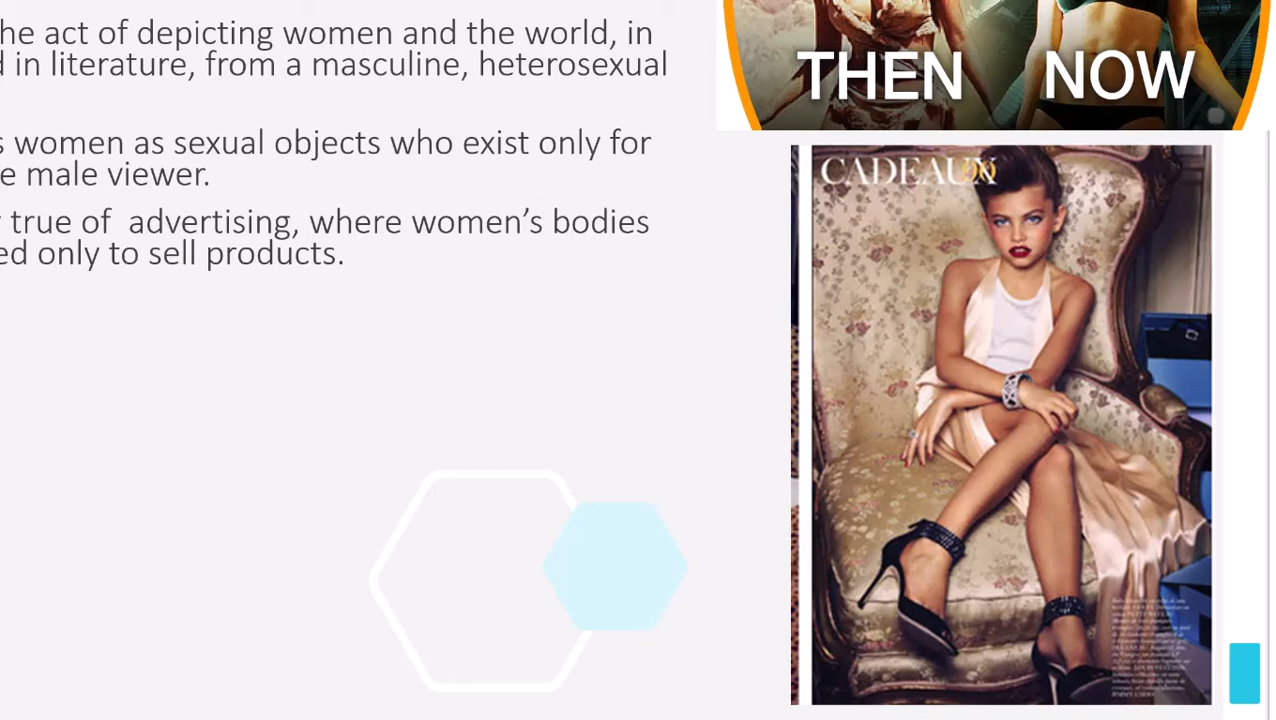 he act of depicting women and the world, in
d in literature, from a masculine, heterosexual
s women as sexual objects who exist only for
e male viewer.
y true of advertising, where women’s bodies
ed only to sell products.
THEN NOW
CADEAUX